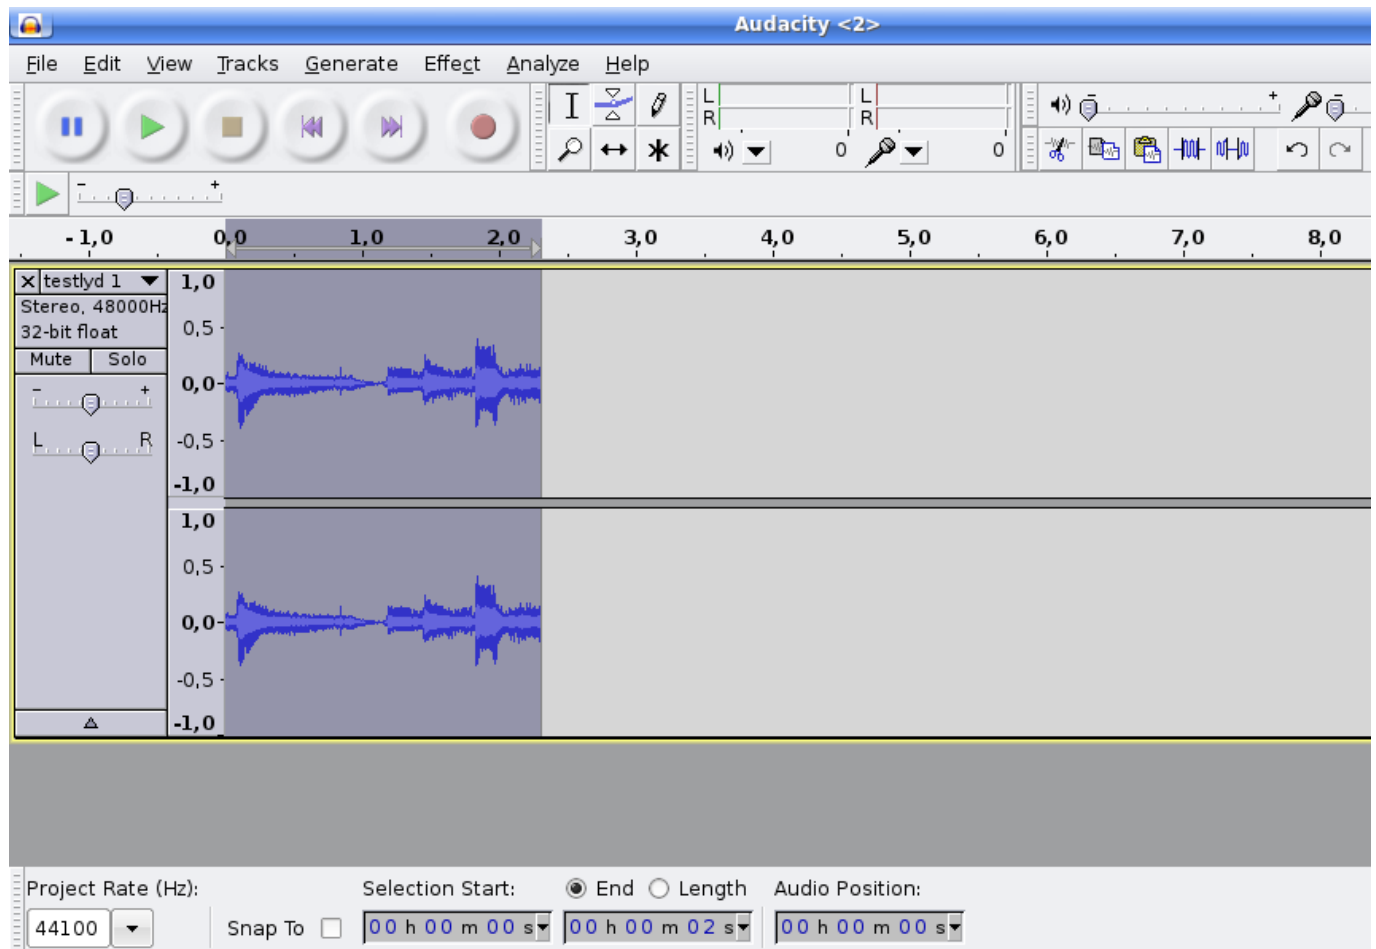 Audacity <2>
File Edit View Tracks Generate Effect Analyze Help
L R L R
0 0
- +
-1,0 0,0 1,0 2,0 3,0 4,0 5,0 6,0 7,0 8,0
testlyd 1
Stereo, 48000Hz
32-bit float
Mute Solo
- +
L R
1,0
0,5
0,0
-0,5
-1,0
1,0
0,5
0,0
-0,5
-1,0
Project Rate (Hz): Selection Start: End Length Audio Position:
44100 Snap To 00 h 00 m 00 s 00 h 00 m 02 s 00 h 00 m 00 s